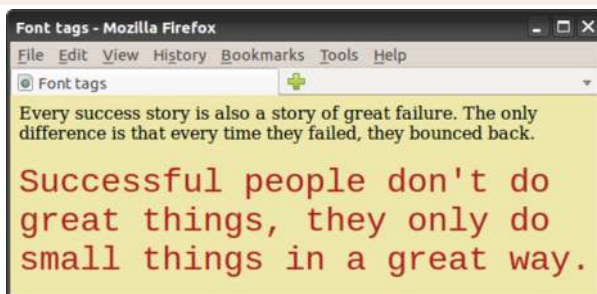 Font tags - Mozilla Firefox
File Edit View History Bookmarks Tools Help
Font tags
Every success story is also a story of great failure. The only
difference is that every time they failed, they bounced back.
Successful people don't do
great things, they only do
small things in a great way.